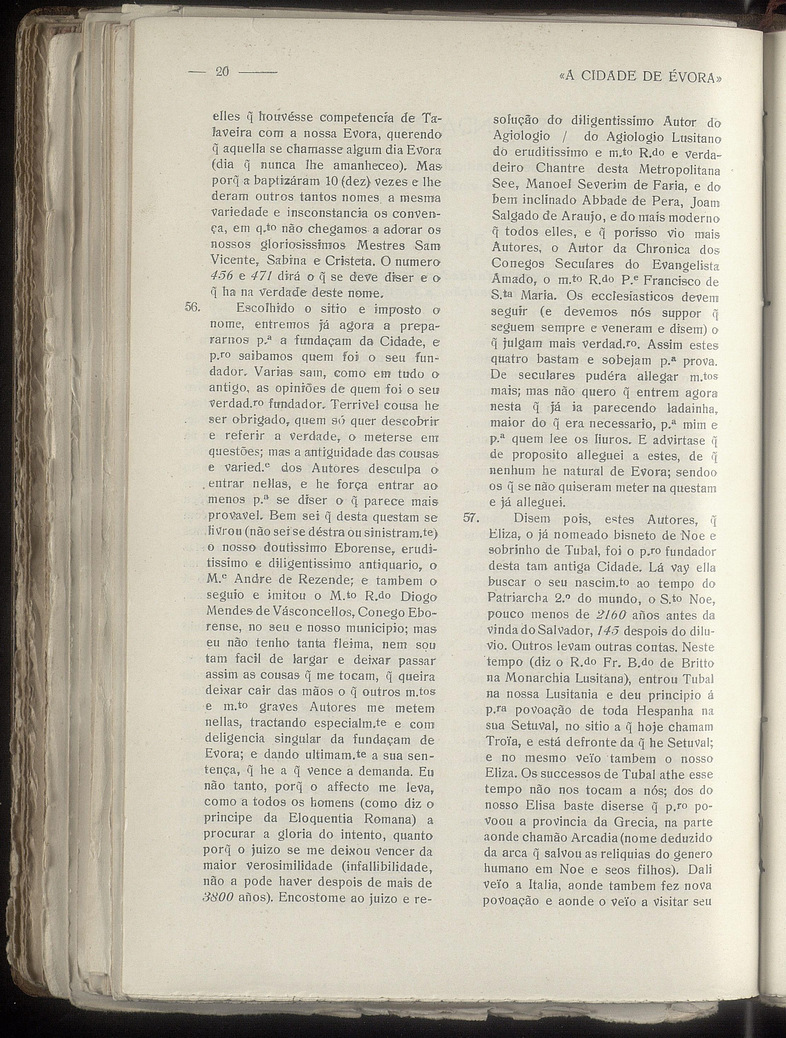 — 20 —
«A CIDADE DE ÉVORA»
elles q̃ houvésse competencia de Ta-
laveira com a nossa Evora, querendo
q̃ aquella se chamasse algum dia Evora
(dia q̃ nunca lhe amanheceo). Mas
porq̃ a baptizáram 10 (dez) vezes e lhe
deram outros tantos nomes a mesma
variedade e insconstancia os conven-
ça, em q.to não chegamos a adorar os
nossos gloriosissimos Mestres Sam
Vicente, Sabina e Cristeta. O numero
456 e 471 dirá o q̃ se deve diser e o
q̃ ha na verdade deste nome.
56. Escolhido o sitio e imposto o
nome, entremos já agora a prepa-
rarnos p.ª a fundaçam da Cidade, e
p.ro saibamos quem foi o seu fun-
dador. Varias sam, como em tudo o
antigo, as opiniões de quem foi o seu
verdad.ro fundador. Terrivel cousa he
ser obrigado, quem só quer descobrir
e referir a verdade, o meterse em
questões; mas a antiguidade das cousas
e varied.e dos Autores desculpa o
entrar nellas, e he força entrar ao
menos p.ª se diser o q̃ parece mais
provavel. Bem sei q̃ desta questam se
livrou (não sei se déstra ou sinistram.te)
o nosso doutissimo Eborense, erudi-
tissimo e diligentissimo antiquario, o
M.e Andre de Rezende; e tambem o
seguio e imitou o M.to R.do Diogo
Mendes de Vásconcellos, Conego Ebo-
rense, no seu e nosso municipio; mas
eu não tenho tanta fleima, nem sou
tam facil de largar e deixar passar
assim as cousas q̃ me tocam, q̃ queira
deixar cair das mãos o q̃ outros m.tos
e m.to graves Autores me metem
nellas, tractando especialm.te e com
deligencia singular da fundaçam de
Evora; e dando ultimam.te a sua sen-
tença, q̃ he a q̃ vence a demanda. Eu
não tanto, porq̃ o affecto me leva,
como a todos os homens (como diz o
principe da Eloquentia Romana) a
procurar a gloria do intento, quanto
porq̃ o juizo se me deixou vencer da
maior verosimilidade (infallibilidade,
não a pode haver despois de mais de
3800 años). Encostome ao juizo e re-
solução do diligentissimo Autor do
Agiologio / do Agiologio Lusitano
do eruditissimo e m.to R.do e verda-
deiro Chantre desta Metropolitana
See, Manoel Severim de Faria, e do
bem inclinado Abbade de Pera, Joam
Salgado de Araujo, e do mais moderno
q̃ todos elles, e q̃ porisso vio mais
Autores, o Autor da Chronica dos
Conegos Seculares do Evangelista
Amado, o m.to R.do P.e Francisco de
S.ta Maria. Os ecclesiasticos devem
seguir (e devemos nós suppor q̃
seguem sempre e veneram e disem) o
q̃ julgam mais verdad.ro. Assim estes
quatro bastam e sobejam p.ª prova.
De seculares pudéra allegar m.tos
mais; mas não quero q̃ entrem agora
nesta q̃ já ia parecendo ladainha,
maior do q̃ era necessario, p.ª mim e
p.ª quem lee os liuros. E advirtase q̃
de proposito alleguei a estes, de q̃
nenhum he natural de Evora; sendoo
os q̃ se não quiseram meter na questam
e já alleguei.
57. Disem pois, estes Autores, q̃
Eliza, o já nomeado bisneto de Noe e
sobrinho de Tubal, foi o p.ro fundador
desta tam antiga Cidade. Lá vay ella
buscar o seu nascim.to ao tempo do
Patriarcha 2.º do mundo, o S.to Noe,
pouco menos de 2160 años antes da
vinda do Salvador, 145 despois do dilu-
vio. Outros levam outras contas. Neste
tempo (diz o R.do Fr. B.do de Britto
na Monarchia Lusitana), entrou Tubal
na nossa Lusitania e deu principio á
p.ra povoação de toda Hespanha na
sua Setuval, no sitio a q̃ hoje chamam
Troïa, e está defronte da q̃ he Setuval;
e no mesmo veïo tambem o nosso
Eliza. Os successos de Tubal athe esse
tempo não nos tocam a nós; dos do
nosso Elisa baste diserse q̃ p.ro po-
voou a provincia da Grecia, na parte
aonde chamão Arcadia (nome deduzido
da arca q̃ salvou as reliquias do genero
humano em Noe e seos filhos). Dali
veïo a Italia, aonde tambem fez nova
povoação e aonde o veïo a visitar seu